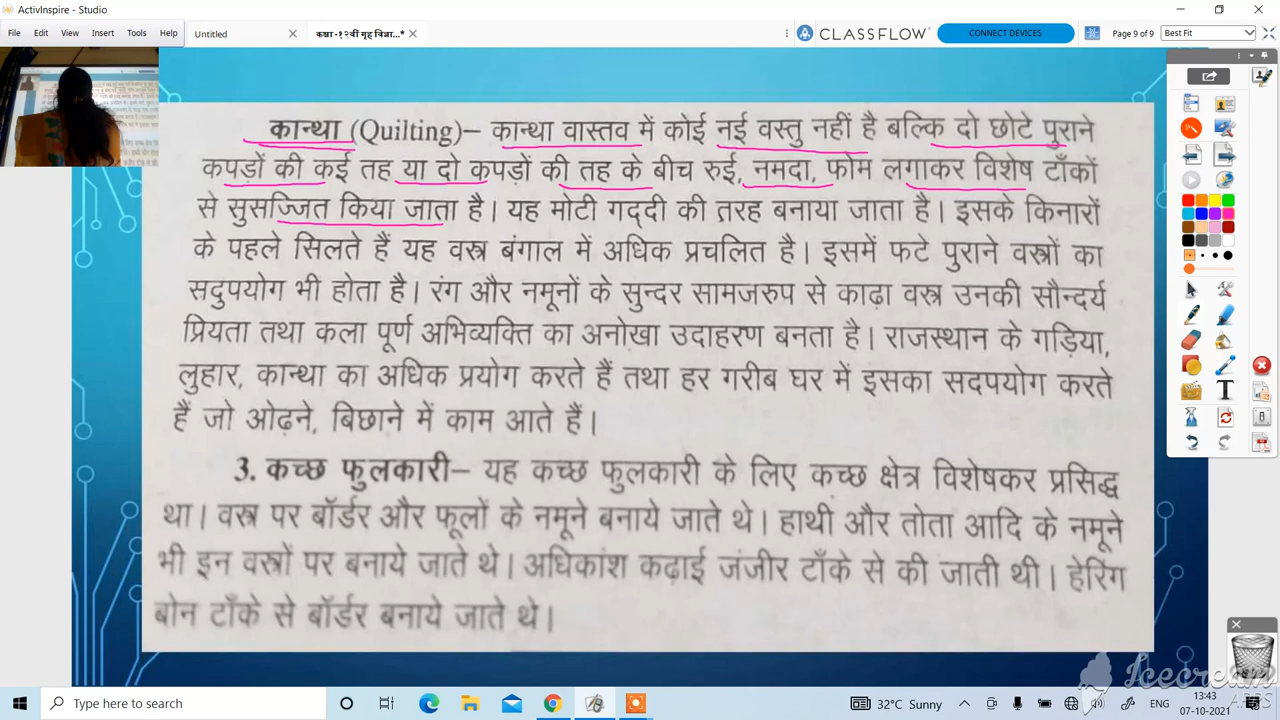 ActivInspire - Studio
File Edit View Insert Tools Help
Untitled
कक्षा-१२वीं गृह विज्ञा...*
CLASSFLOW
CONNECT DEVICES
Page 9 of 9
Best Fit
कान्था (Quilting)– कान्था वास्तव में कोई नई वस्तु नहीं है बल्कि दो छोटे पुराने
कपड़ों की कई तह या दो कपड़ों की तह के बीच रुई, नमदा, फोम लगाकर विशेष टाँकों
से सुसज्जित किया जाता है। यह मोटी गद्दी की तरह बनाया जाता है। इसके किनारों
के पहले सिलते हैं यह वस्त्र बंगाल में अधिक प्रचलित है। इसमें फटे पुराने वस्त्रों का
सदुपयोग भी होता है। रंग और नमूनों के सुन्दर सामजरुप से काढ़ा वस्त्र उनकी सौन्दर्य
प्रियता तथा कला पूर्ण अभिव्यक्ति का अनोखा उदाहरण बनता है। राजस्थान के गड़िया,
लुहार, कान्था का अधिक प्रयाग करते हैं तथा हर गरीब घर में इसका सदपयोग करते
हैं जो ओढ़ने, बिछाने में काम आते हैं।
3. कच्छ फुलकारी– यह कच्छ फुलकारी के लिए कच्छ क्षेत्र विशेषकर प्रसिद्ध
था। वस्त्र पर बॉर्डर और फूलों के नमूने बनाये जाते थे। हाथी और तोता आदि के नमूने
भी इन वस्त्रों पर बनाये जाते थे। अधिकांश कढ़ाई जंजीर टाँके से की जाती थी। हेरिंग
बोन टाँके से बॉर्डर बनाये जाते थे।
Icecream
APPS
Type here to search
32°C Sunny
ENG
13:43
07-10-2021